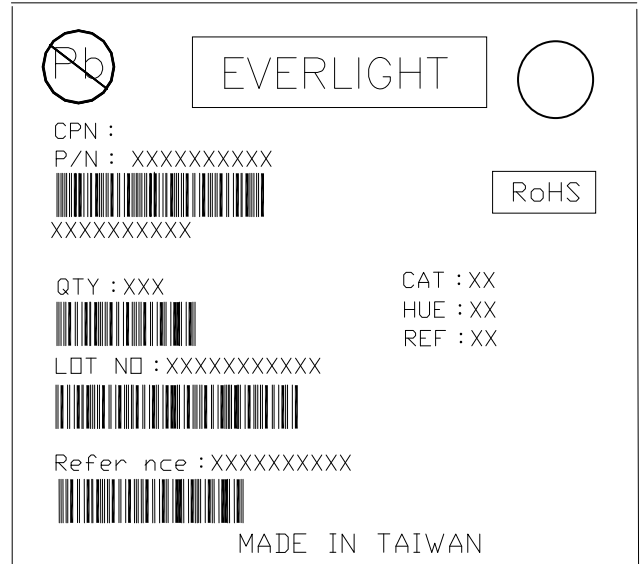 Pb
EVERLIGHT
CPN :
P/N : XXXXXXXXXX
RoHS
XXXXXXXXXX
QTY : XXX
CAT : XX
HUE : XX
REF : XX
LOT NO : XXXXXXXXXXX
Refer nce : XXXXXXXXXX
MADE IN TAIWAN